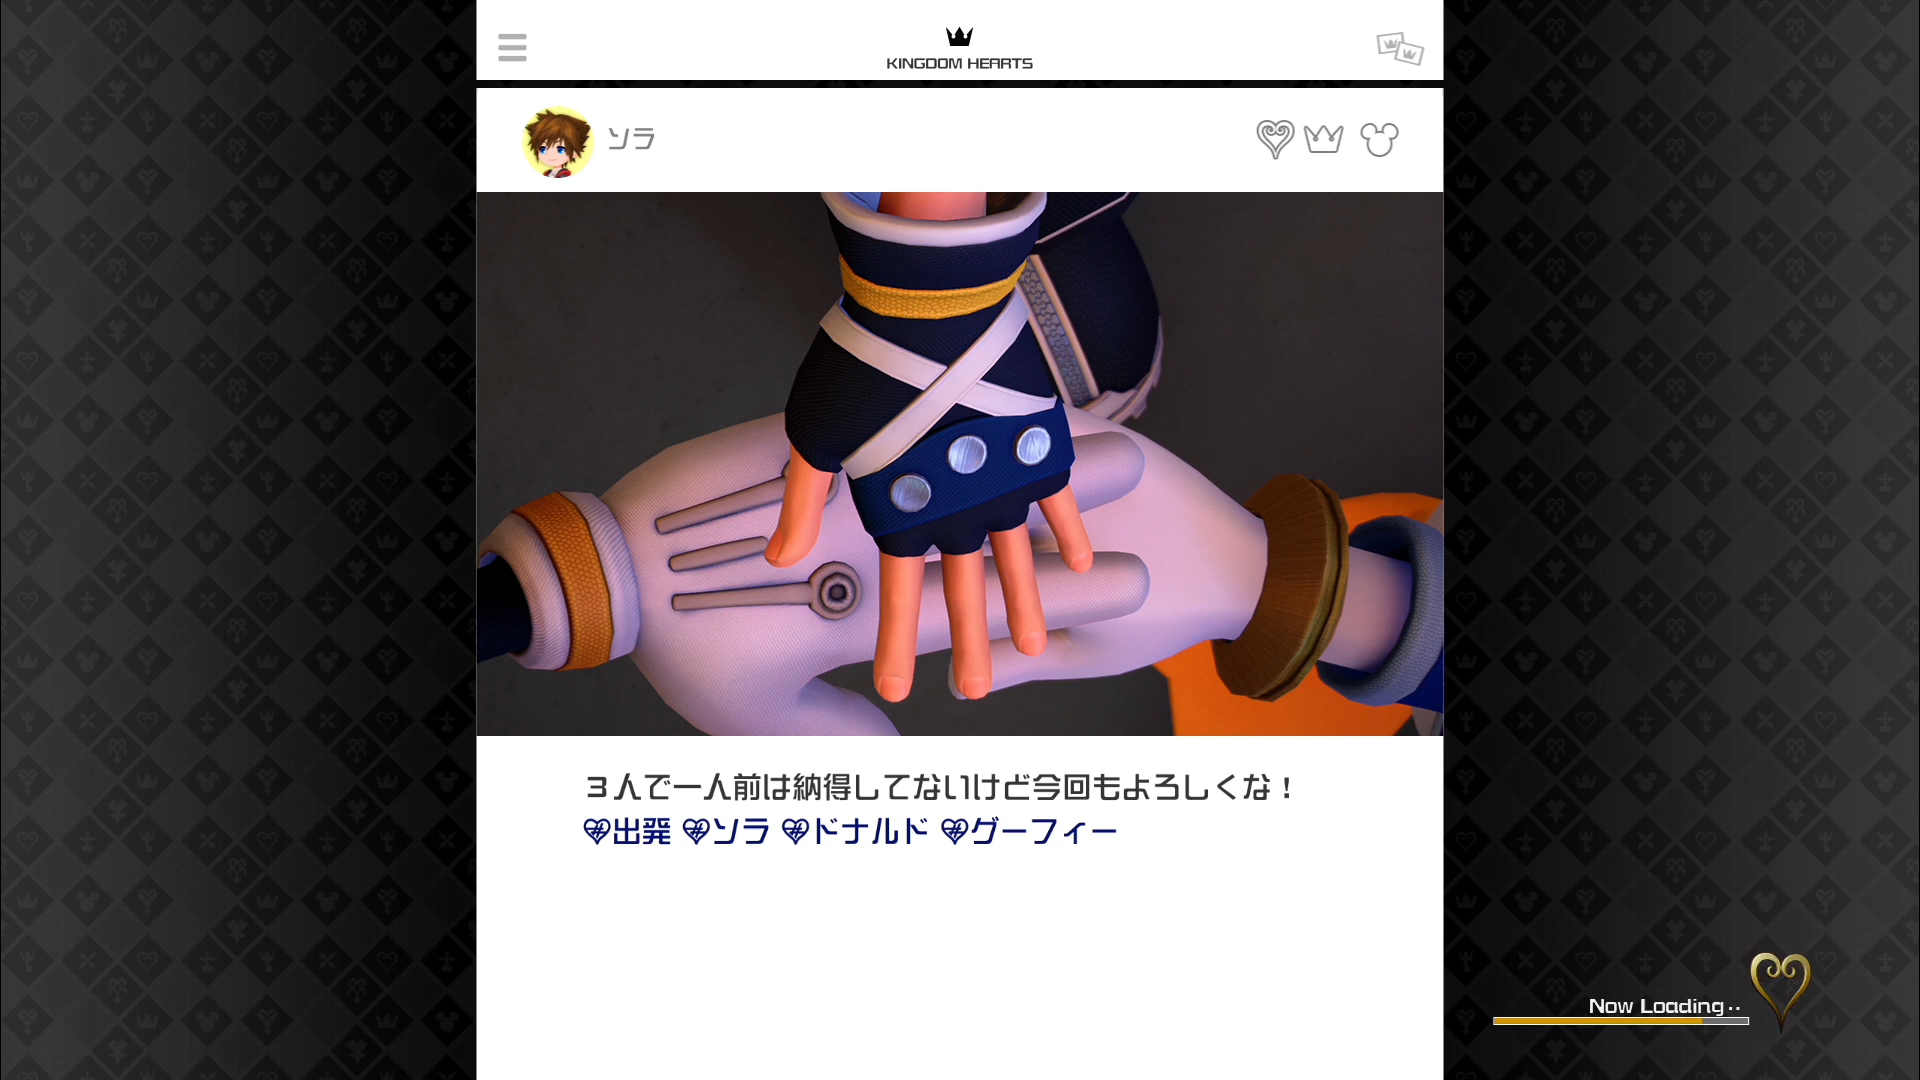 KINGDOM HEARTS
ソラ
３人で一人前は納得してないけど今回もよろしくな！
#出発 #ソラ #ドナルド #グーフィー
Now Loading‥